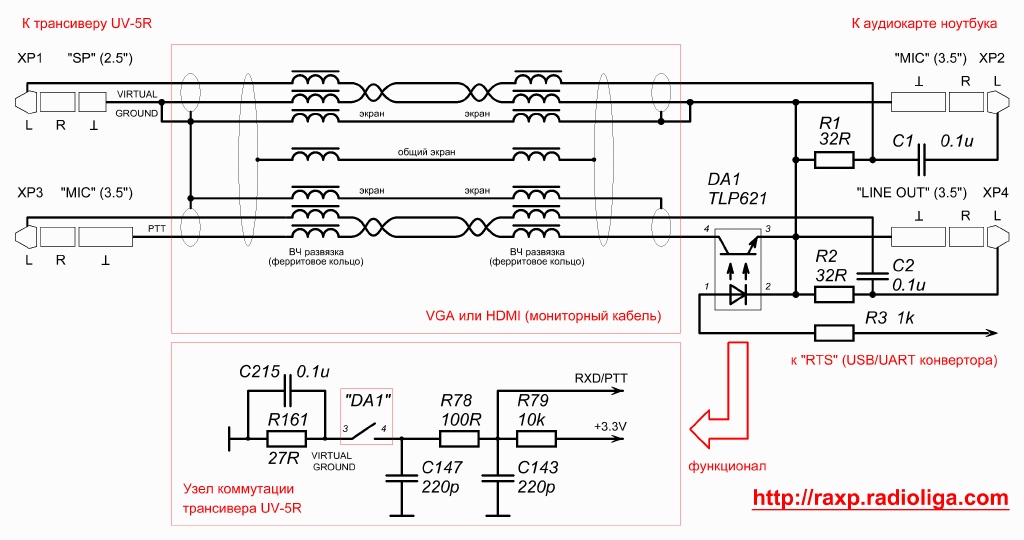 К трансиверу UV-5R
К аудиокарте ноутбука
XP1 "SP" (2.5")
"MIC" (3.5") XP2
VIRTUAL
GROUND
L R ⊥
⊥ R L
экран экран
R1
32R
C1 0.1u
общий экран
DA1
TLP621
XP3 "MIC" (3.5")
"LINE OUT" (3.5") XP4
экран экран
⊥ R L
PTT
4 3
L R ⊥
ВЧ развязка
(ферритовое кольцо)
ВЧ развязка
(ферритовое кольцо)
R2
32R
C2
0.1u
1 2
VGA или HDMI (мониторный кабель)
R3 1k
к "RTS" (USB/UART конвертора)
C215 0.1u
"DA1"
RXD/PTT
R78
100R
R79
10k
R161
27R
3 4
+3.3V
VIRTUAL
GROUND
C147
220p
C143
220p
функционал
Узел коммутации
трансивера UV-5R
http://raxp.radioliga.com